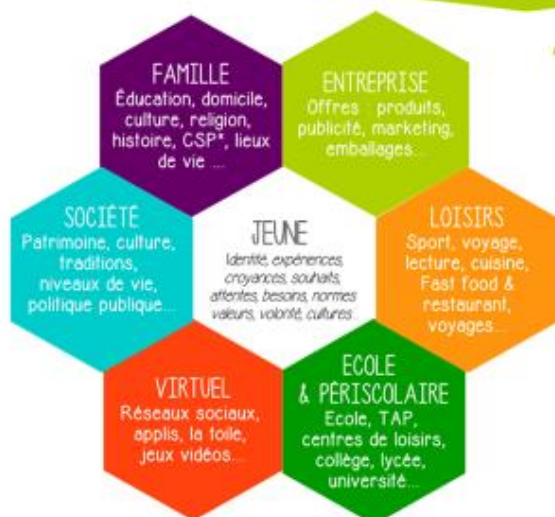 FAMILLE
Éducation, domicile,
culture, religion,
histoire, CSP*, lieux
de vie ...
ENTREPRISE
Offres : produits,
publicité, marketing,
emballages...
SOCIÉTÉ
Patrimoine, culture,
traditions,
niveaux de vie,
politique publique...
JEUNE
Identité, expériences,
croyances, souhaits,
attentes, besoins, normes
valeurs, volonté, cultures...
LOISIRS
Sport, voyage,
lecture, cuisine,
Fast food &
restaurant,
voyages...
VIRTUEL
Réseaux sociaux,
applis, la toile,
jeux vidéos...
ECOLE
& PÉRISCOLAIRE
Ecole, TAP,
centres de loisirs,
collège, lycée,
université...